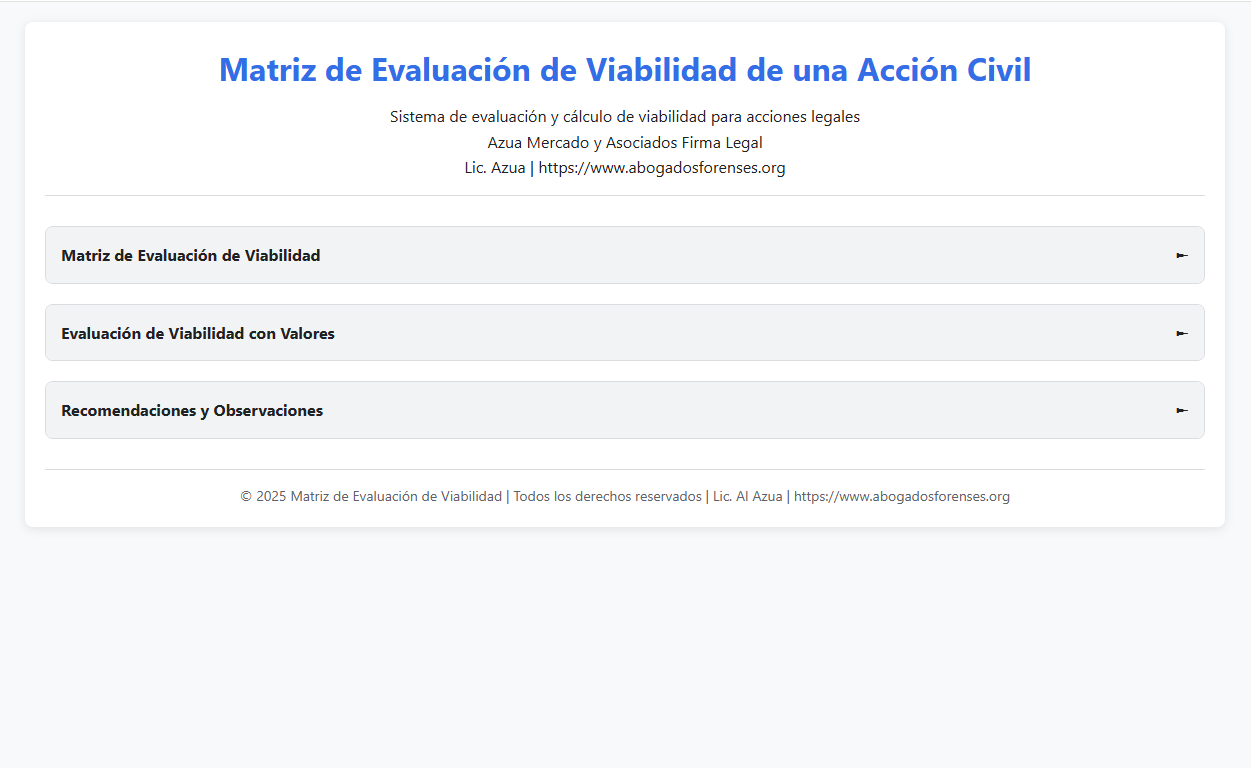 Matriz de Evaluación de Viabilidad de una Acción Civil
Sistema de evaluación y cálculo de viabilidad para acciones legales
Azua Mercado y Asociados Firma Legal
Lic. Azua | https://www.abogadosforenses.org
Matriz de Evaluación de Viabilidad
Evaluación de Viabilidad con Valores
Recomendaciones y Observaciones
© 2025 Matriz de Evaluación de Viabilidad | Todos los derechos reservados | Lic. Al Azua | https://www.abogadosforenses.org